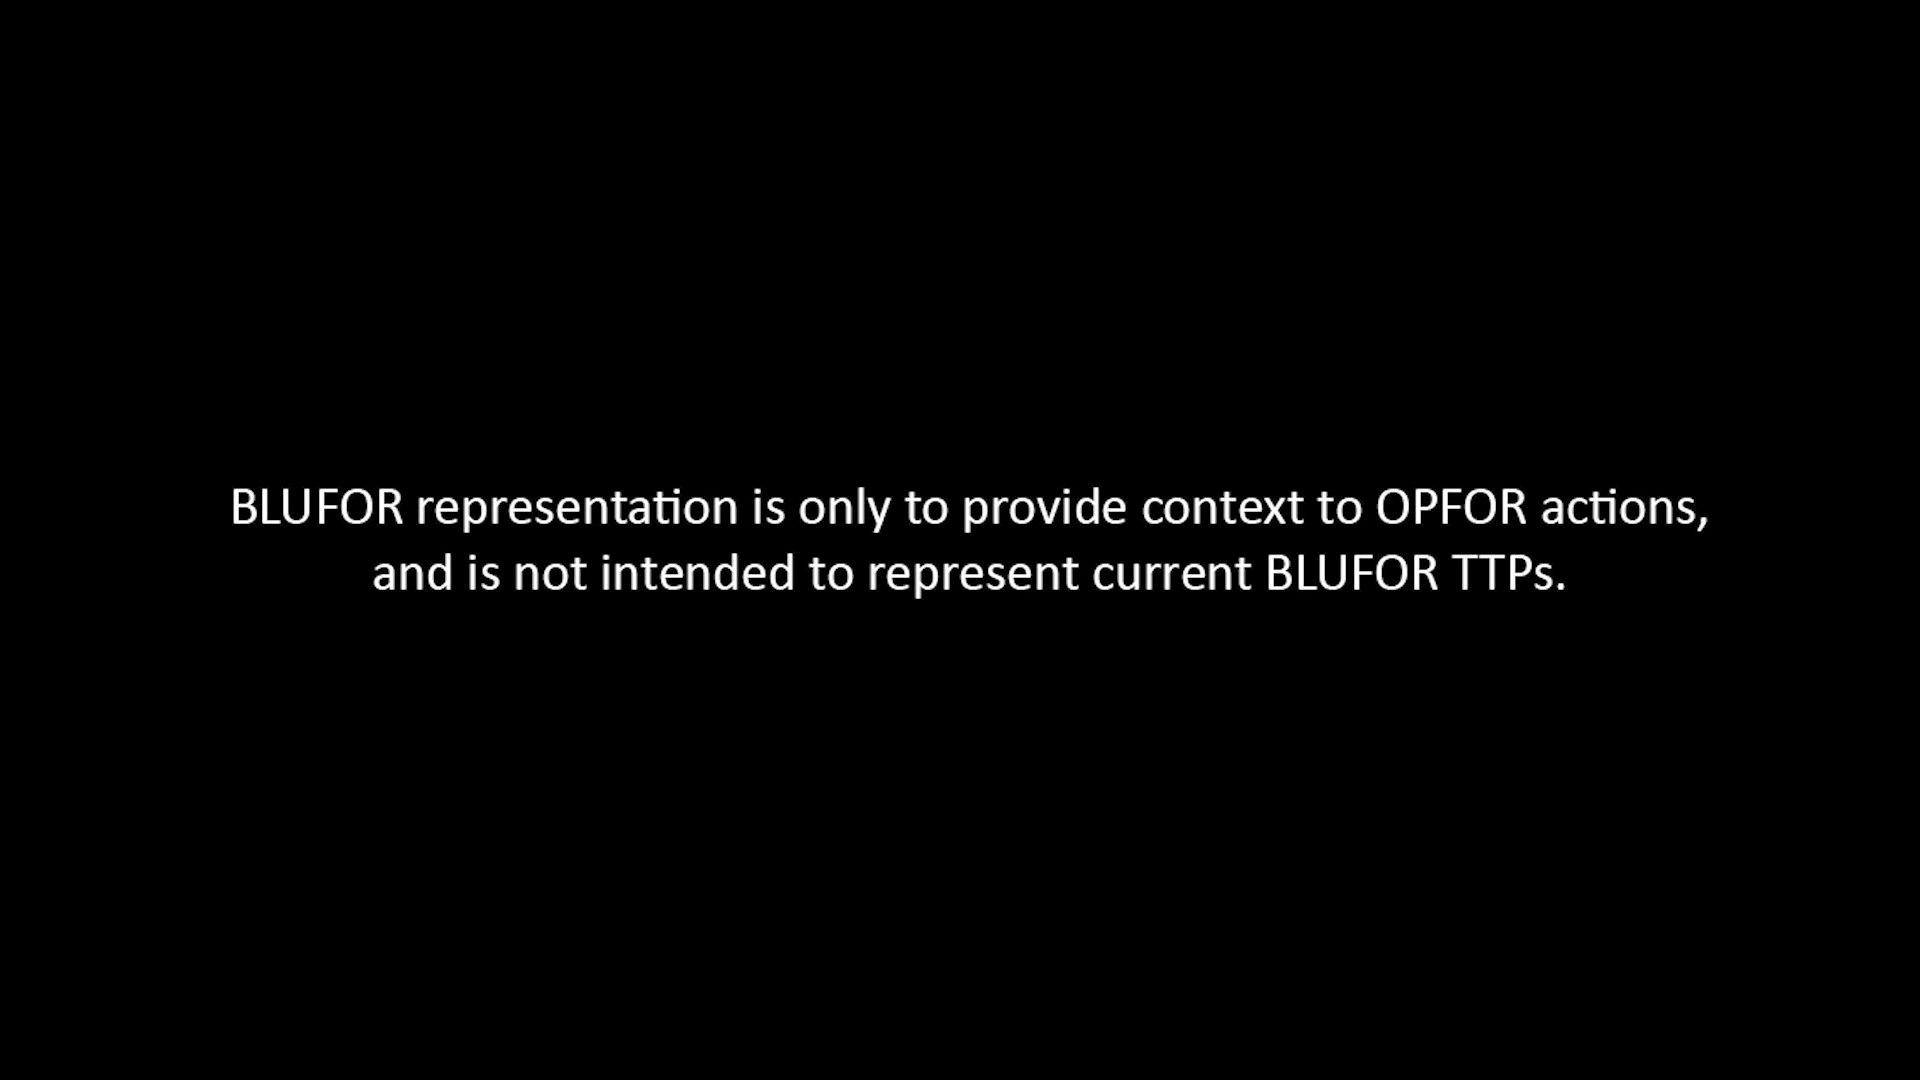 BLUFOR representation is only to provide context to OPFOR actions,
and is not intended to represent current BLUFOR TTPs.